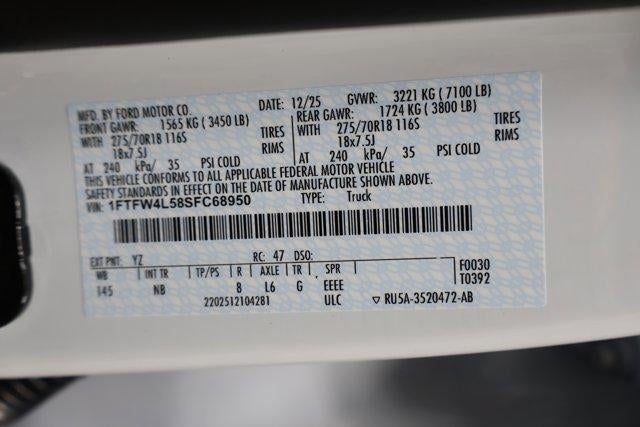 MFD. BY FORD MOTOR CO. DATE: 12/25 GVWR: 3221 KG ( 7100 LB)
FRONT GAWR: 1565 KG ( 3450 LB) REAR GAWR: 1724 KG ( 3800 LB)
WITH 275/70R18 116S TIRES WITH 275/70R18 116S TIRES
18x7.5J RIMS 18x7.5J RIMS
AT 240 kPa/ 35 PSI COLD AT 240 kPa/ 35 PSI COLD
THIS VEHICLE CONFORMS TO ALL APPLICABLE FEDERAL MOTOR VEHICLE
SAFETY STANDARDS IN EFFECT ON THE DATE OF MANUFACTURE SHOWN ABOVE.
VIN: 1FTFW4L58SFC68950 TYPE: Truck
EXT PNT: YZ RC: 47 DSO: F0030
WB INT TR TP/PS R AXLE TR SPR T0392
145 NB 8 L6 G EEEE
2202512104281 ULC ▽ RU5A-3520472-AB